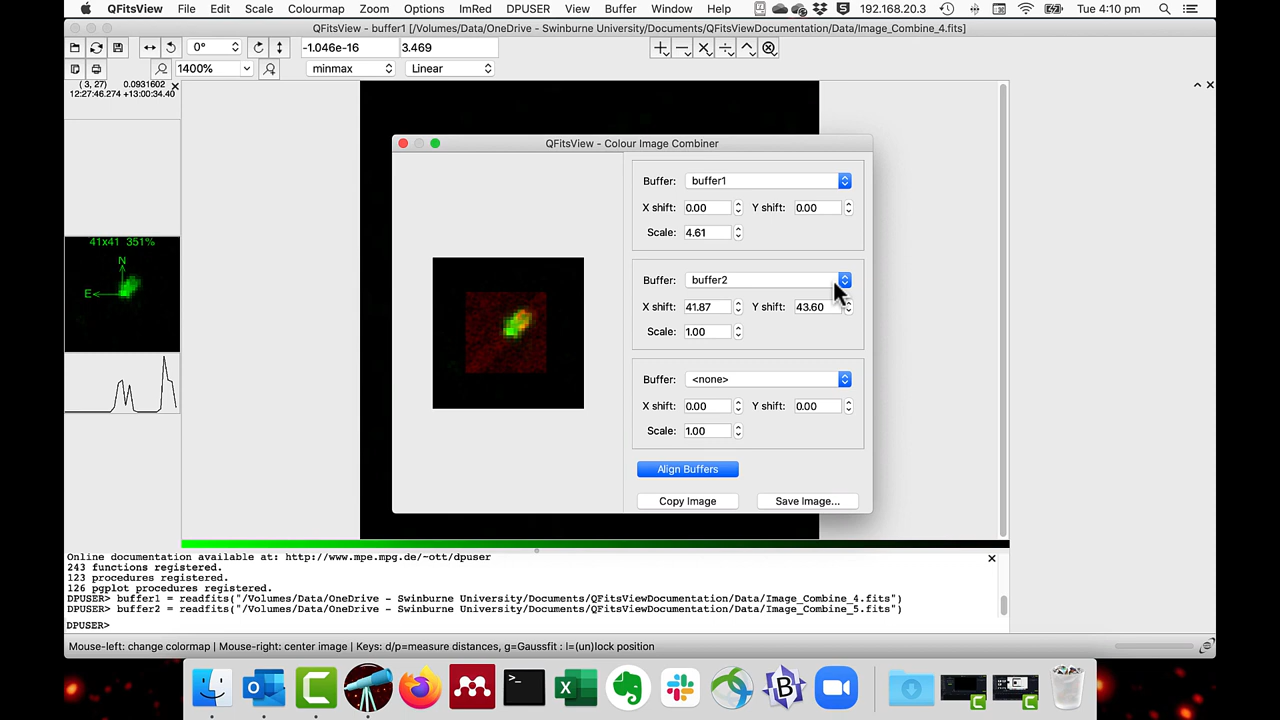 QFitsView File Edit Scale Colourmap Zoom Options ImRed DPUSER View Buffer Window Help 192.168.20.3 Tue 4:10 pm
QFitsView - buffer1 [/Volumes/Data/OneDrive - Swinburne University/Documents/QFitsViewDocumentation/Data/Image_Combine_4.fits]
0° -1.046e-16 3.469
1400% minmax Linear
( 3, 27) 0.0931602
12:27:46.274 +13:00:34.40
41x41 351%
N
E
QFitsView - Colour Image Combiner
Buffer: buffer1
X shift: 0.00 Y shift: 0.00
Scale: 4.61
Buffer: buffer2
X shift: 41.87 Y shift: 43.60
Scale: 1.00
Buffer: <none>
X shift: 0.00 Y shift: 0.00
Scale: 1.00
Align Buffers
Copy Image Save Image...
Online documentation available at: http://www.mpe.mpg.de/~ott/dpuser
243 functions registered.
123 procedures registered.
126 pgplot procedures registered.
DPUSER> buffer1 = readfits("/Volumes/Data/OneDrive - Swinburne University/Documents/QFitsViewDocumentation/Data/Image_Combine_4.fits")
DPUSER> buffer2 = readfits("/Volumes/Data/OneDrive - Swinburne University/Documents/QFitsViewDocumentation/Data/Image_Combine_5.fits")
DPUSER>
Mouse-left: change colormap | Mouse-right: center image | Keys: d/p=measure distances, g=Gaussfit : l=(un)lock position